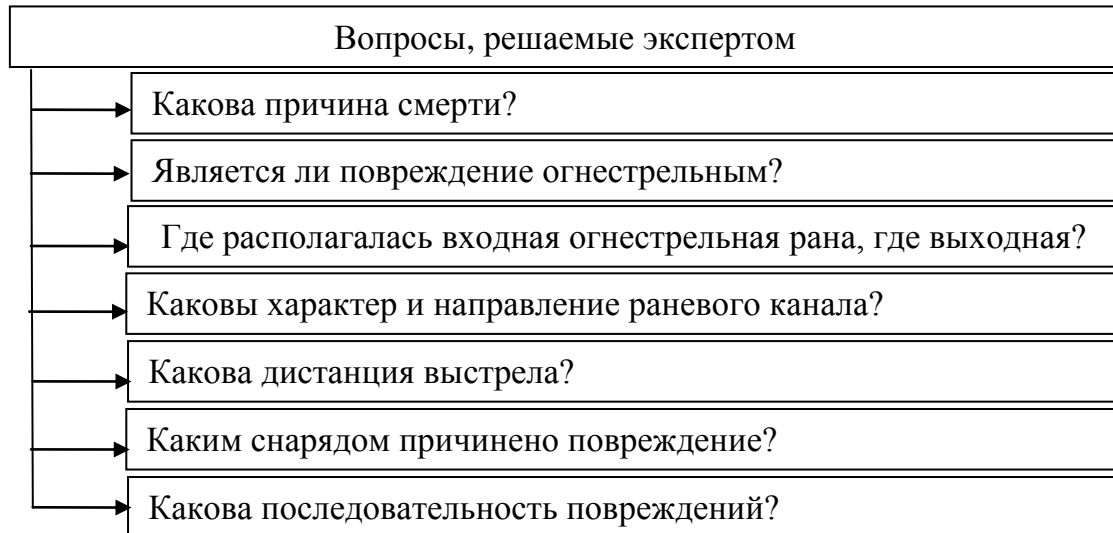 Вопросы, решаемые экспертом
Какова причина смерти?
Является ли повреждение огнестрельным?
Где располагалась входная огнестрельная рана, где выходная?
Каковы характер и направление раневого канала?
Какова дистанция выстрела?
Каким снарядом причинено повреждение?
Какова последовательность повреждений?